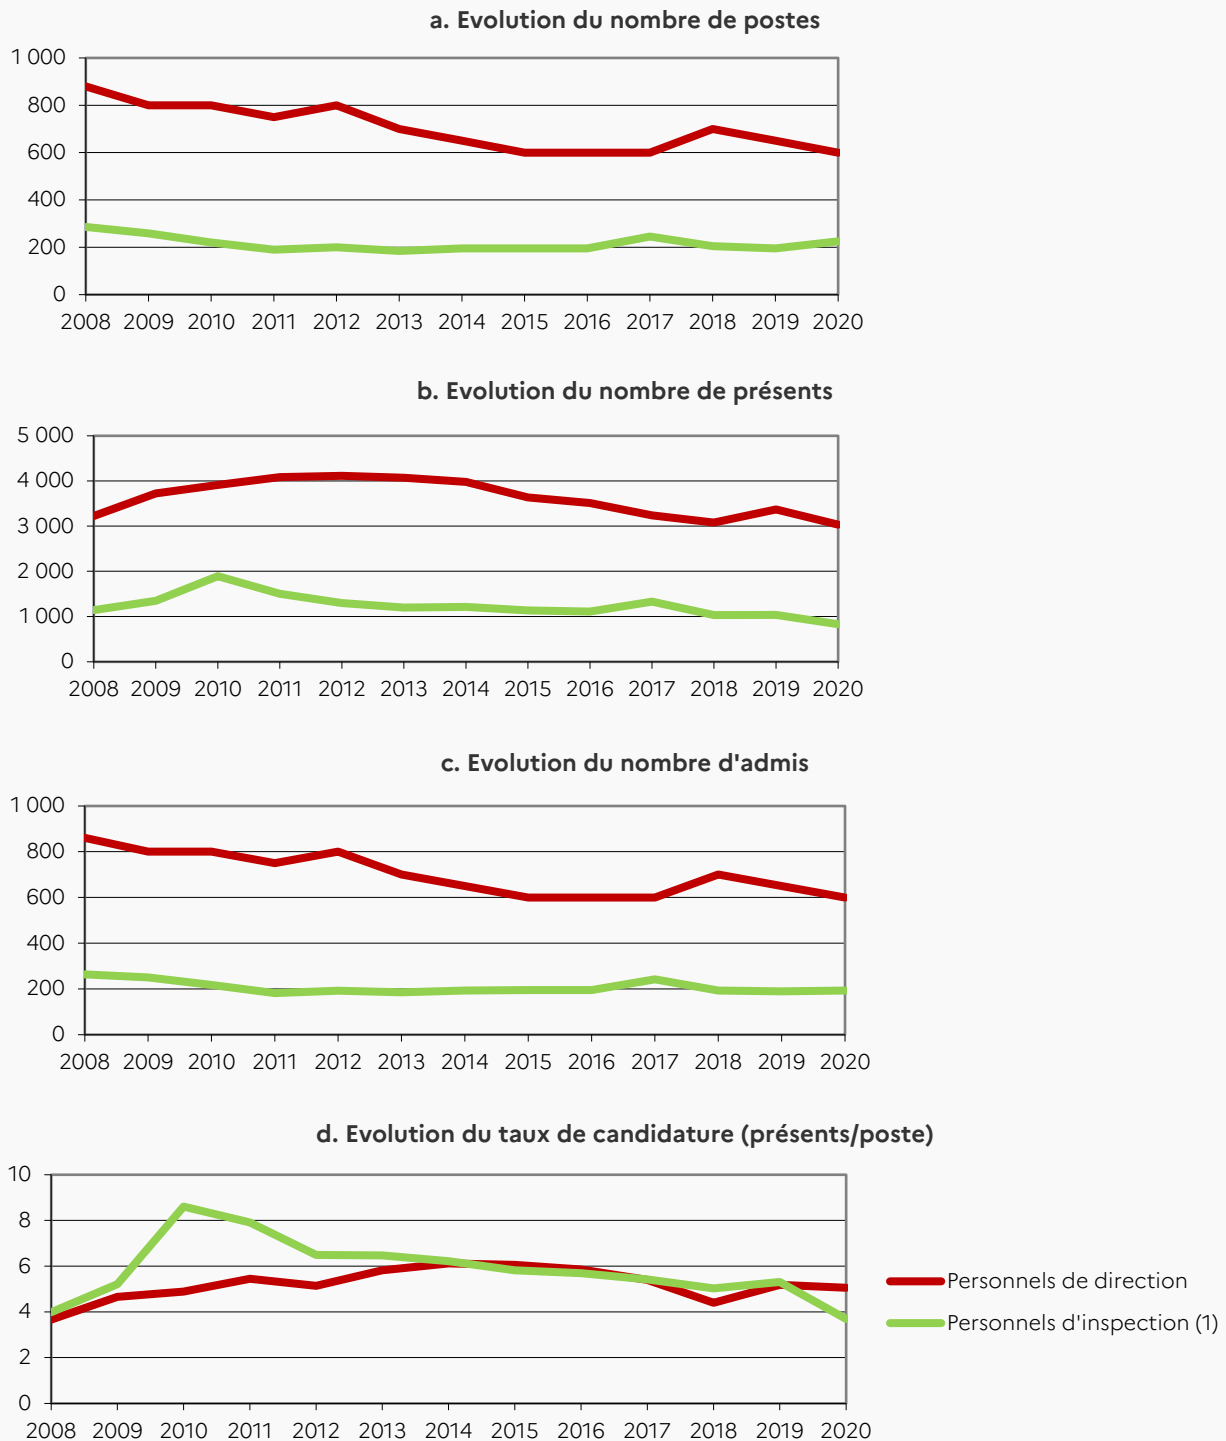 a. Evolution du nombre de postes
1 000
800
600
400
200
0
2008 2009 2010 2011 2012 2013 2014 2015 2016 2017 2018 2019 2020
b. Evolution du nombre de présents
5 000
4 000
3 000
2 000
1 000
0
2008 2009 2010 2011 2012 2013 2014 2015 2016 2017 2018 2019 2020
c. Evolution du nombre d'admis
1 000
800
600
400
200
0
2008 2009 2010 2011 2012 2013 2014 2015 2016 2017 2018 2019 2020
d. Evolution du taux de candidature (présents/poste)
10
8
6
4
2
0
2008 2009 2010 2011 2012 2013 2014 2015 2016 2017 2018 2019 2020
Personnels de direction
Personnels d'inspection (1)